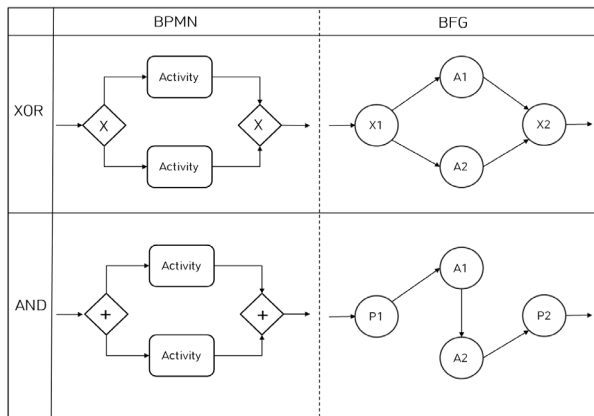 BPMN BFG
XOR
Activity
X X
Activity
A1
X1 X2
A2
AND
Activity
+ +
Activity
A1
P1 P2
A2